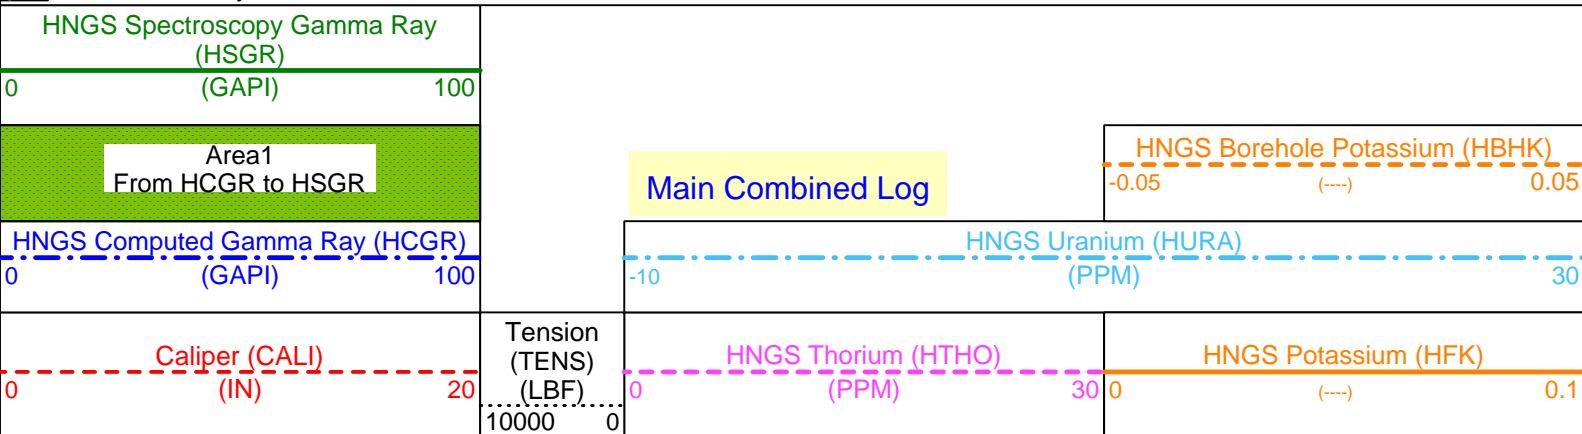 HNGS Spectroscopy Gamma Ray
(HSGR)
0 (GAPI) 100
Area1
From HCGR to HSGR
Main Combined Log
HNGS Borehole Potassium (HBHK)
-0.05 (----) 0.05
HNGS Computed Gamma Ray (HCGR)
0 (GAPI) 100
HNGS Uranium (HURA)
-10 (PPM) 30
Caliper (CALI)
0 (IN) 20
Tension
(TENS)
(LBF)
10000 0
HNGS Thorium (HTHO)
0 (PPM) 30
HNGS Potassium (HFK)
0 (----) 0.1